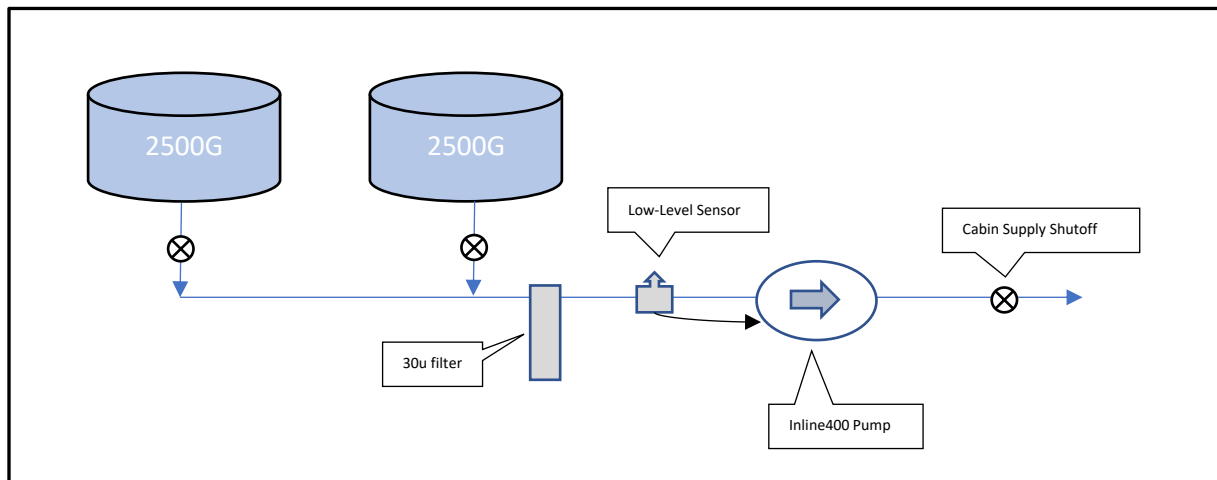 2500G
2500G
Low-Level Sensor
Cabin Supply Shutoff
30u filter
Inline400 Pump